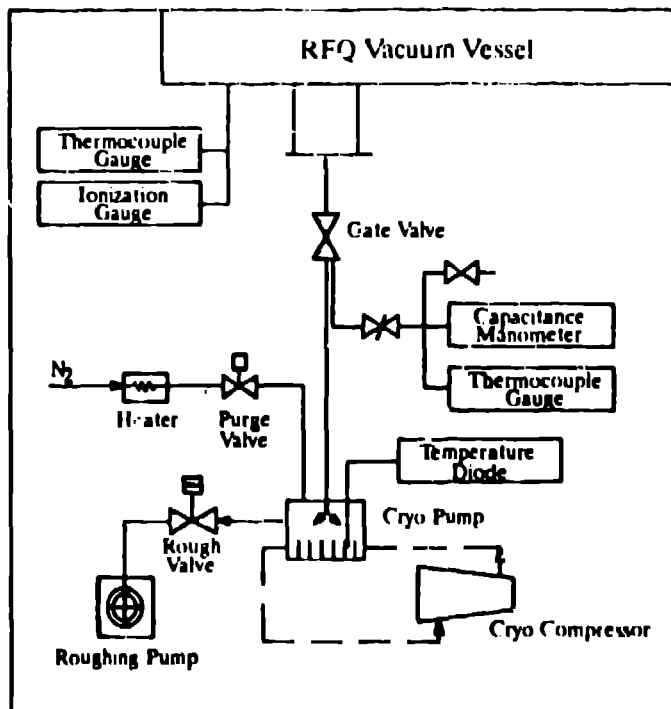 RFQ Vacuum Vessel
Thermocouple
Gauge
Ionization
Gauge
Gate Valve
Capacitance
Manometer
Thermocouple
Gauge
N2
Heater
Purge
Valve
Temperature
Diode
Cryo Pump
Rough
Valve
Cryo Compressor
Roughing Pump